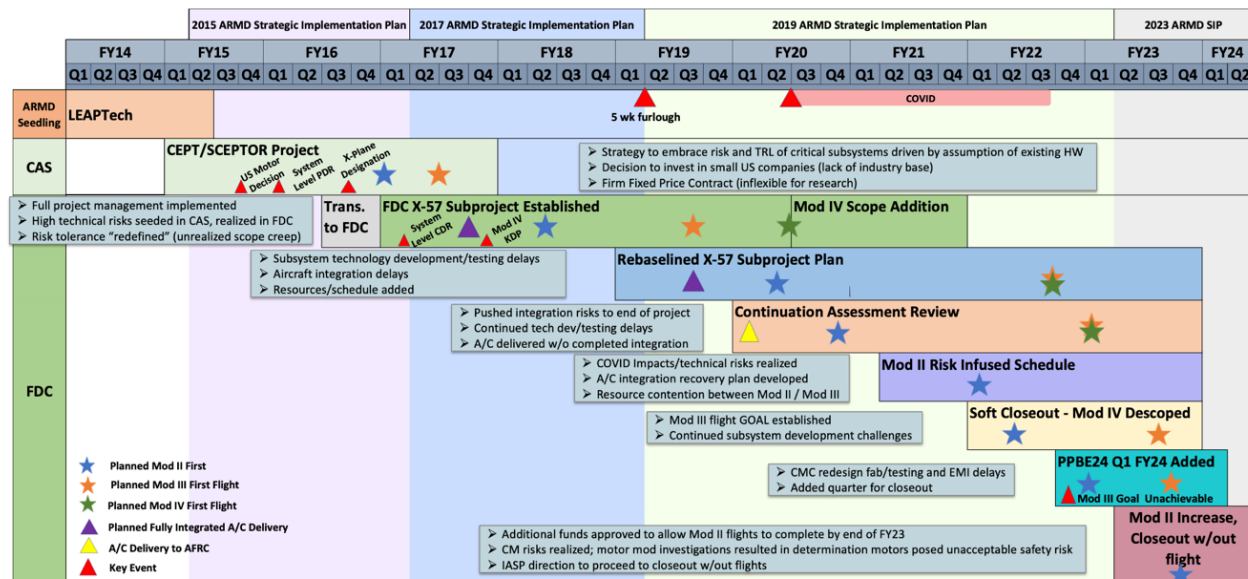 2015 ARMD Strategic Implementation Plan 2017 ARMD Strategic Implementation Plan 2019 ARMD Strategic Implementation Plan 2023 ARMD SIP
FY14 FY15 FY16 FY17 FY18 FY19 FY20 FY21 FY22 FY23 FY24
Q1 Q2 Q3 Q4 Q1 Q2 Q3 Q4 Q1 Q2 Q3 Q4 Q1 Q2 Q3 Q4 Q1 Q2 Q3 Q4 Q1 Q2 Q3 Q4 Q1 Q2 Q3 Q4 Q1 Q2 Q3 Q4 Q1 Q2 Q3 Q4 Q1 Q2 Q3 Q4 Q1 Q2
ARMD
Seedling
LEAPTech
5 wk furlough
COVID
CAS
CEPT/SCEPTOR Project
US Motor
Decision
System
Level PDR
X-Plane
Designation
➢ Strategy to embrace risk and TRL of critical subsystems driven by assumption of existing HW
➢ Decision to invest in small US companies (lack of industry base)
➢ Firm Fixed Price Contract (inflexible for research)
➢ Full project management implemented
➢ High technical risks seeded in CAS, realized in FDC
➢ Risk tolerance “redefined” (unrealized scope creep)
Trans.
to FDC
FDC X-57 Subproject Established
System
Level CDR
Mod IV
KDP
Mod IV Scope Addition
FDC
➢ Subsystem technology development/testing delays
➢ Aircraft integration delays
➢ Resources/schedule added
Rebaselined X-57 Subproject Plan
➢ Pushed integration risks to end of project
➢ Continued tech dev/testing delays
➢ A/C delivered w/o completed integration
Continuation Assessment Review
➢ COVID Impacts/technical risks realized
➢ A/C integration recovery plan developed
➢ Resource contention between Mod II / Mod III
Mod II Risk Infused Schedule
➢ Mod III flight GOAL established
➢ Continued subsystem development challenges
Soft Closeout - Mod IV Descoped
➢ CMC redesign fab/testing and EMI delays
➢ Added quarter for closeout
PPBE24 Q1 FY24 Added
Mod III Goal Unachievable
➢ Additional funds approved to allow Mod II flights to complete by end of FY23
➢ CM risks realized; motor mod investigations resulted in determination motors posed unacceptable safety risk
➢ IASP direction to proceed to closeout w/out flights
Mod II Increase,
Closeout w/out
flight
Planned Mod II First
Planned Mod III First Flight
Planned Mod IV First Flight
Planned Fully Integrated A/C Delivery
A/C Delivery to AFRC
Key Event